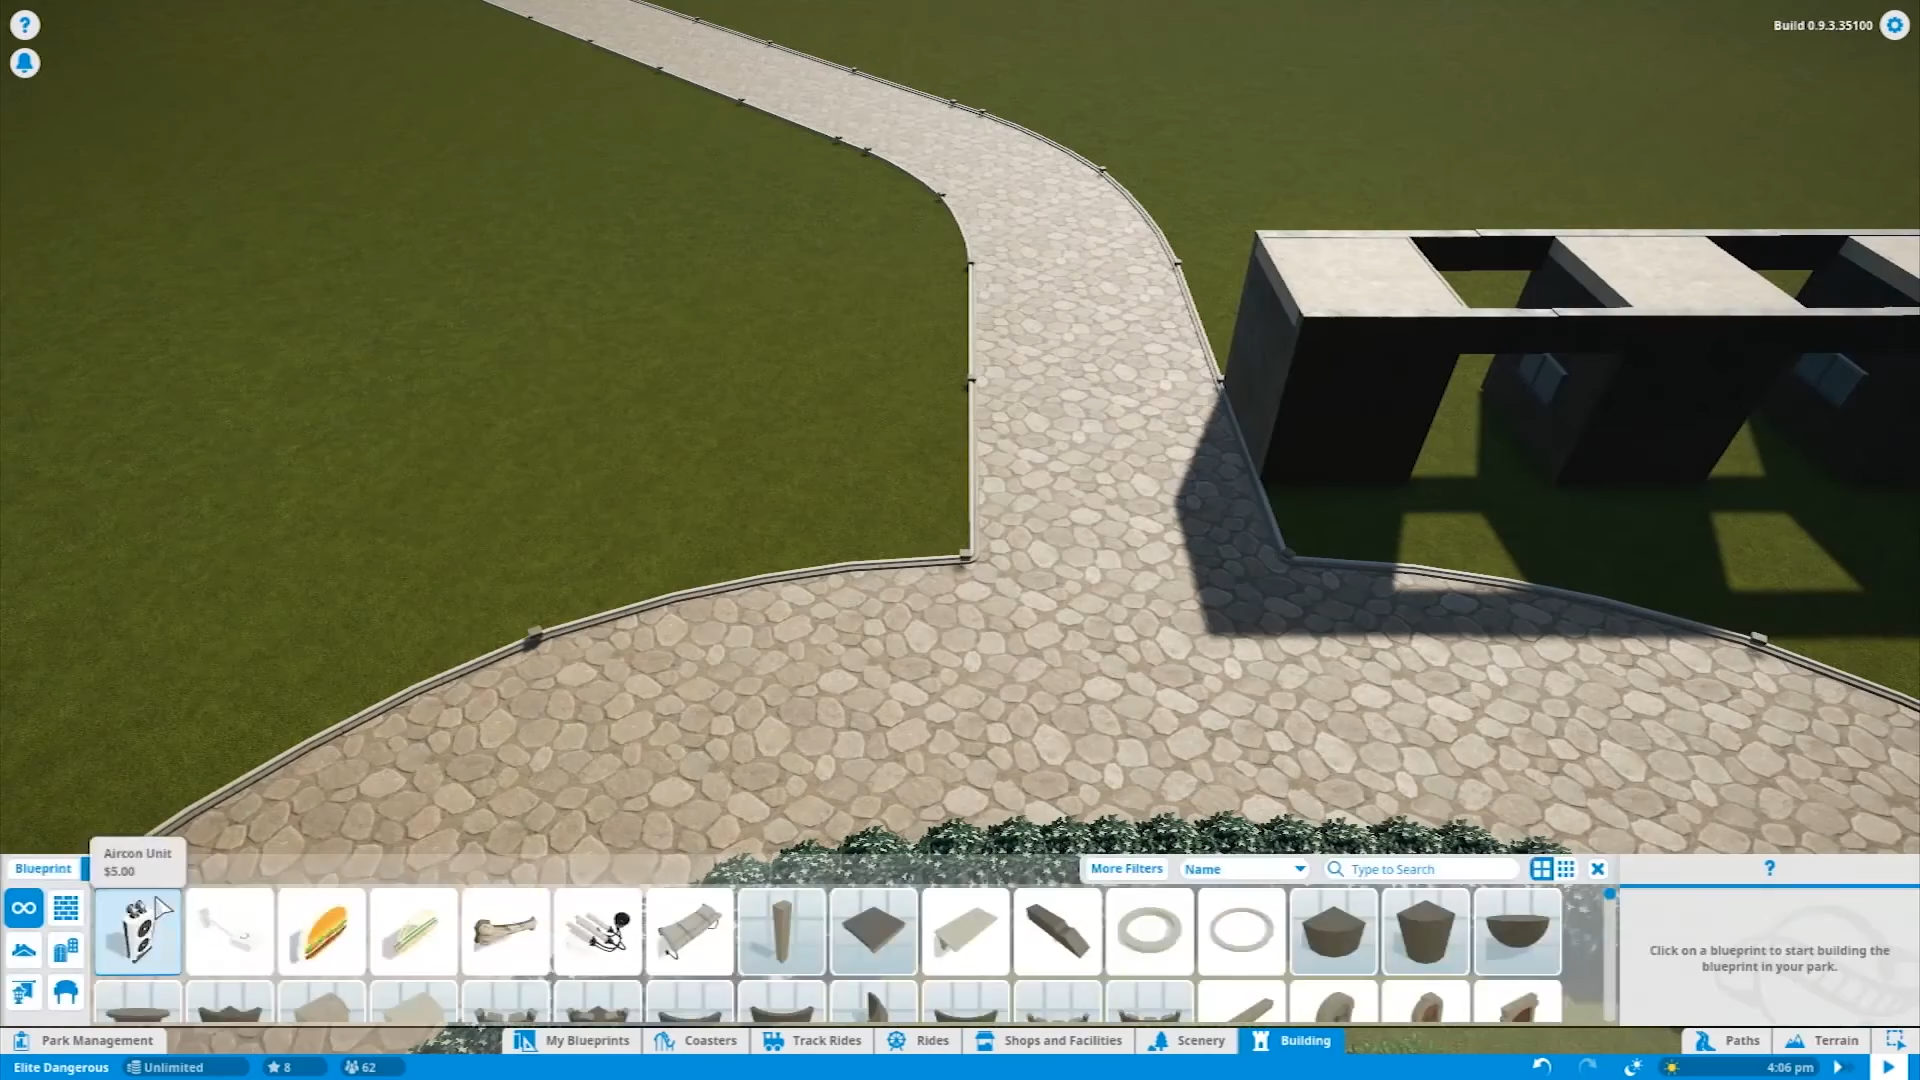 ?
Build 0.9.3.35100
Aircon Unit
$5.00
Blueprint
More Filters
Name
Type to Search
?
Click on a blueprint to start building the
blueprint in your park.
Park Management
My Blueprints
Coasters
Track Rides
Rides
Shops and Facilities
Scenery
Building
Paths
Terrain
Elite Dangerous
Unlimited
8
62
4:06 pm